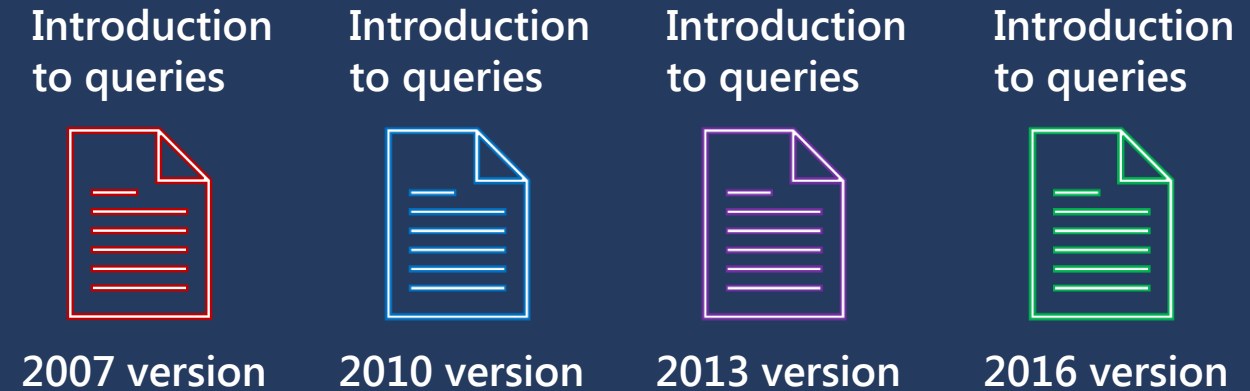 Introduction
to queries
2007 version
Introduction
to queries
2010 version
Introduction
to queries
2013 version
Introduction
to queries
2016 version